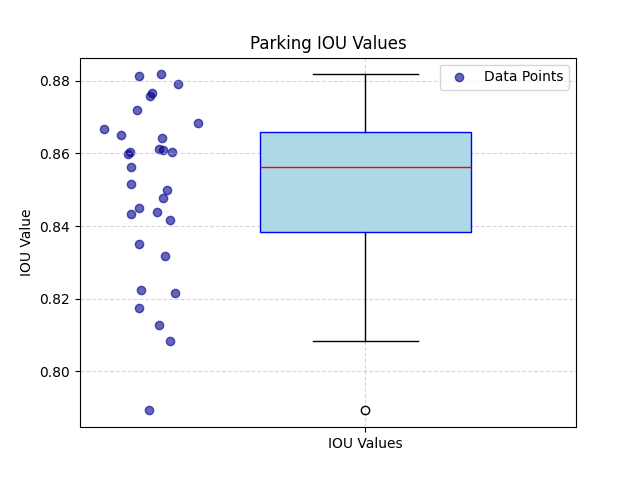 Parking IOU Values
Data Points
0.88
0.86
0.84
0.82
0.80
IOU Value
IOU Values